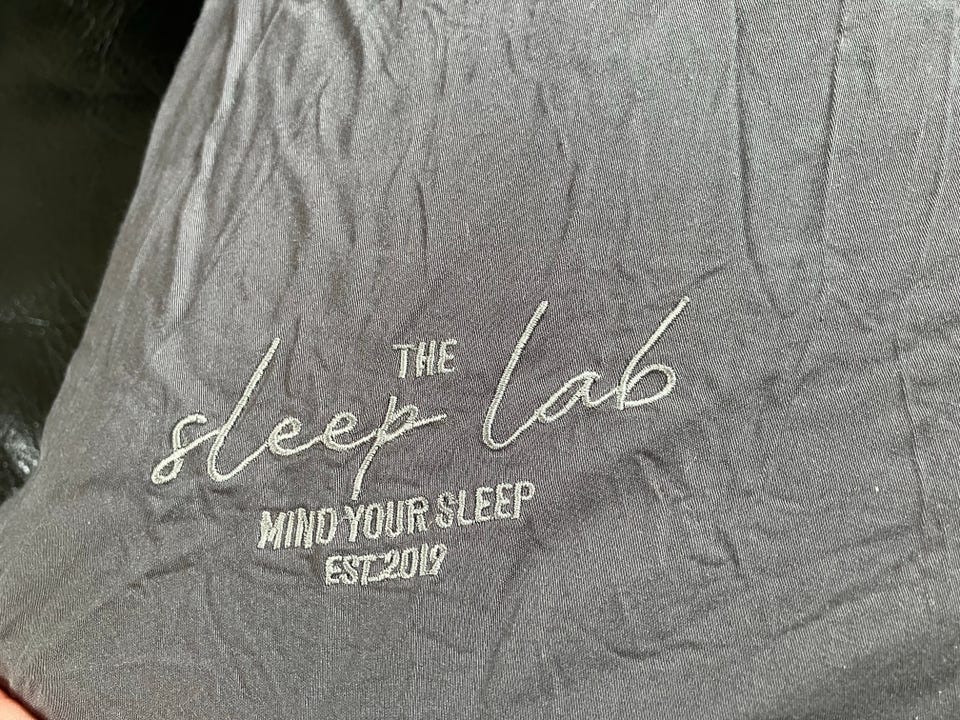 THE
sleep lab
MIND YOUR SLEEP
EST.2019